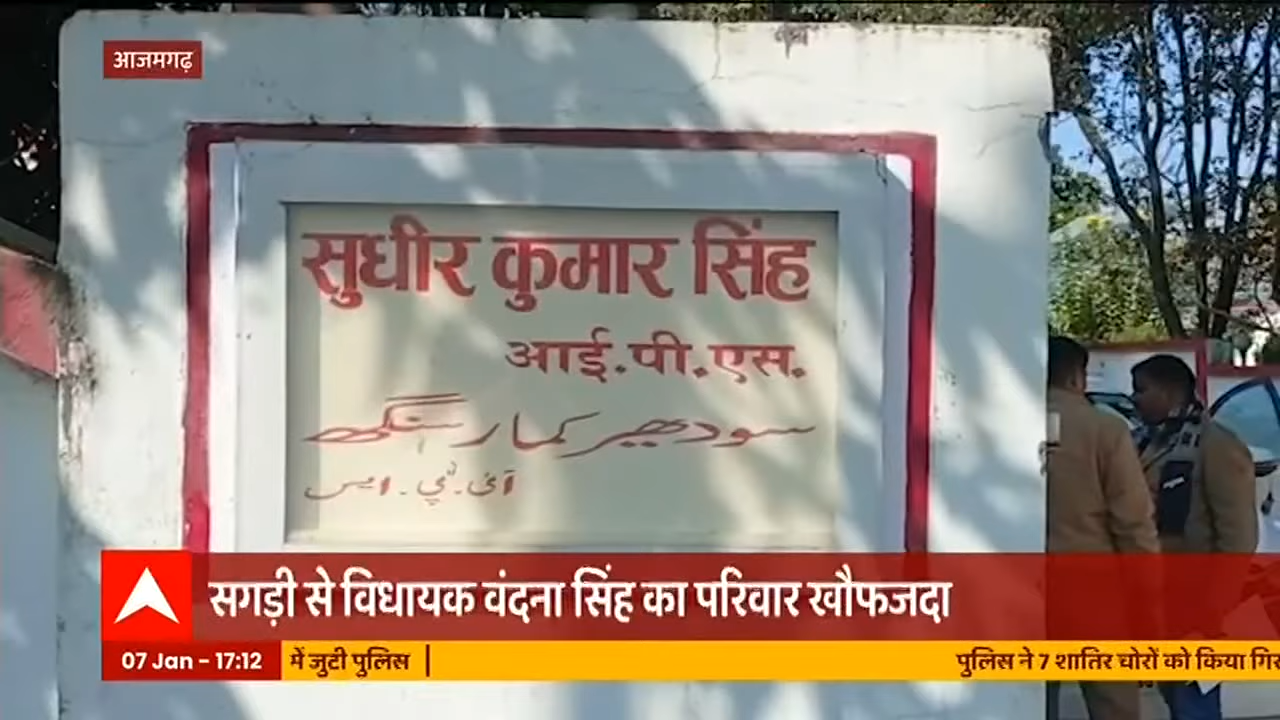 आजमगढ़
सुधीर कुमार सिंह
आई.पी.एस.
سودھیر کمار سنگھ
آئی.پی.ایس
सगड़ी से विधायक वंदना सिंह का परिवार खौफजदा
07 Jan - 17:12 में जुटी पुलिस | पुलिस ने 7 शातिर चोरों को किया गिर